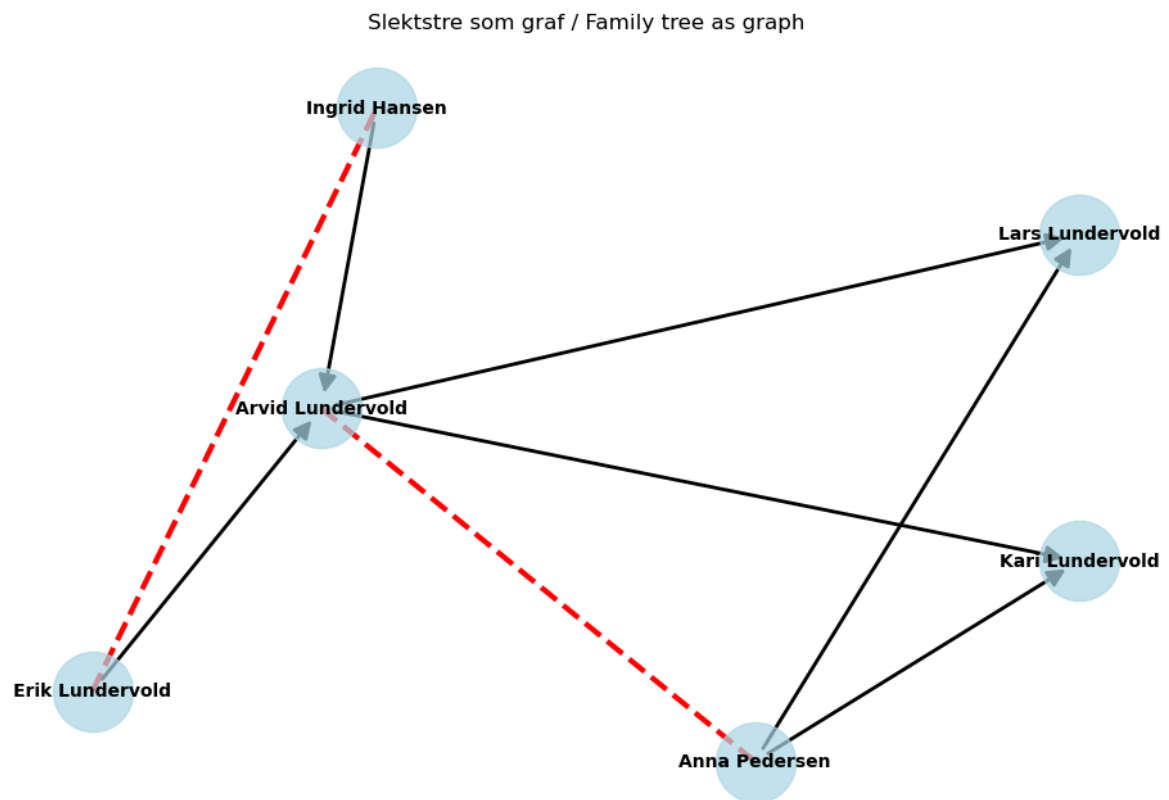 Slektstre som graf / Family tree as graph
Ingrid Hansen
Lars Lundervold
Arvid Lundervold
Kari Lundervold
Erik Lundervold
Anna Pedersen